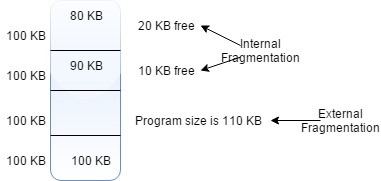 80 KB
20 KB free
100 KB
Internal
Fragmentation
90 KB
10 KB free
100 KB
100 KB
Program size is 110 KB
External
Fragmentation
100 KB
100 KB